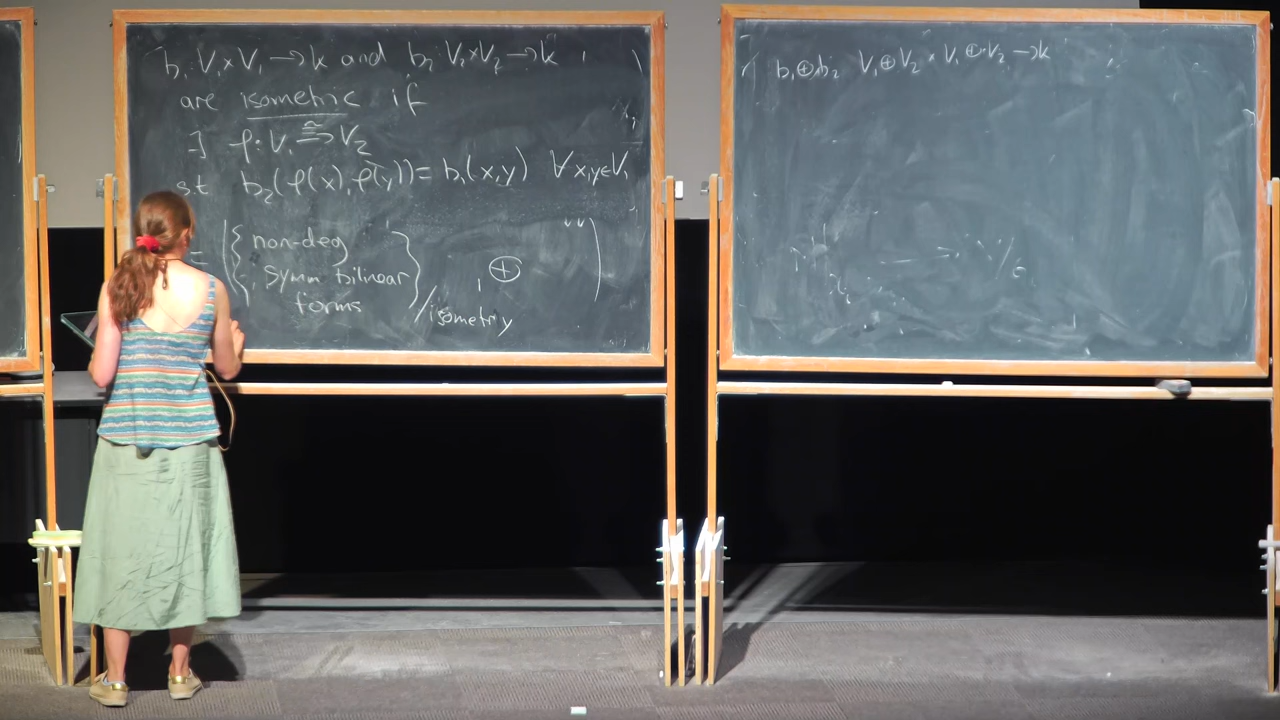 b₁: V₁ × V₁ → k and b₂: V₂ × V₂ → k
are isometric if
∃ φ: V₁ ≅→ V₂
s.t b₂(φ(x), φ(y)) = b₁(x,y) ∀ x,y ∈ V₁
= ( { non-deg
symm bilinear
forms } / isometry , ⊕ )
b₁ ⊕ b₂ V₁ ⊕ V₂ × V₁ ⊕ V₂ → k